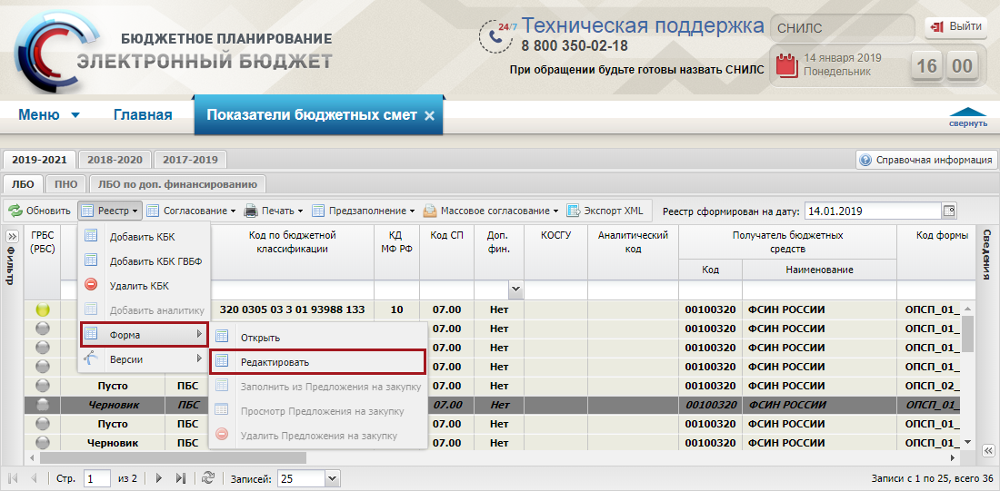 БЮДЖЕТНОЕ ПЛАНИРОВАНИЕ
ЭЛЕКТРОННЫЙ БЮДЖЕТ
24/7 Техническая поддержка
8 800 350-02-18
При обращении будьте готовы назвать СНИЛС
СНИЛС
Выйти
14 января 2019
Понедельник
16 00
Меню Главная Показатели бюджетных смет
свернуть
2019-2021 2018-2020 2017-2019 Справочная информация
ЛБО ПНО ЛБО по доп. финансированию
Обновить Реестр Согласование Печать Предзаполнение Массовое согласование Экспорт XML Реестр сформирован на дату: 14.01.2019
Фильтр
ГРБС (РБС) Код по бюджетной классификации КД МФ РФ Код СП Доп. фин. КОСГУ Аналитический код Получатель бюджетных средств Код формы
Код Наименование
Сведения
Добавить КБК
Добавить КБК ГВБФ
Удалить КБК
Добавить аналитику
Форма
Версии
Открыть
Редактировать
Заполнить из Предложения на закупку
Просмотр Предложения на закупку
Удалить Предложения на закупку
320 0305 03 3 01 93988 133 10 07.00 Нет 00100320 ФСИН РОССИИ ОПСП_01_
00100320 ФСИН РОССИИ ОПСП_01_
07.00 Нет 00100320 ФСИН РОССИИ ОПСП_01_
07.00 Нет 00100320 ФСИН РОССИИ ОПСП_01_
07.00 Нет
Пусто ПБС 07.00 Нет 00100320 ФСИН РОССИИ ОПСП_02_
Черновик ПБС 07.00 Нет 00100320 ФСИН РОССИИ ОПСП_01_
Пусто ПБС 07.00 Нет 00100320 ФСИН РОССИИ ОПСП_01_
Черновик ПБС 07.00 Нет 00100320 ФСИН РОССИИ ОПСП_01_
Стр. 1 из 2 Записей: 25 Записи с 1 по 25, всего 36